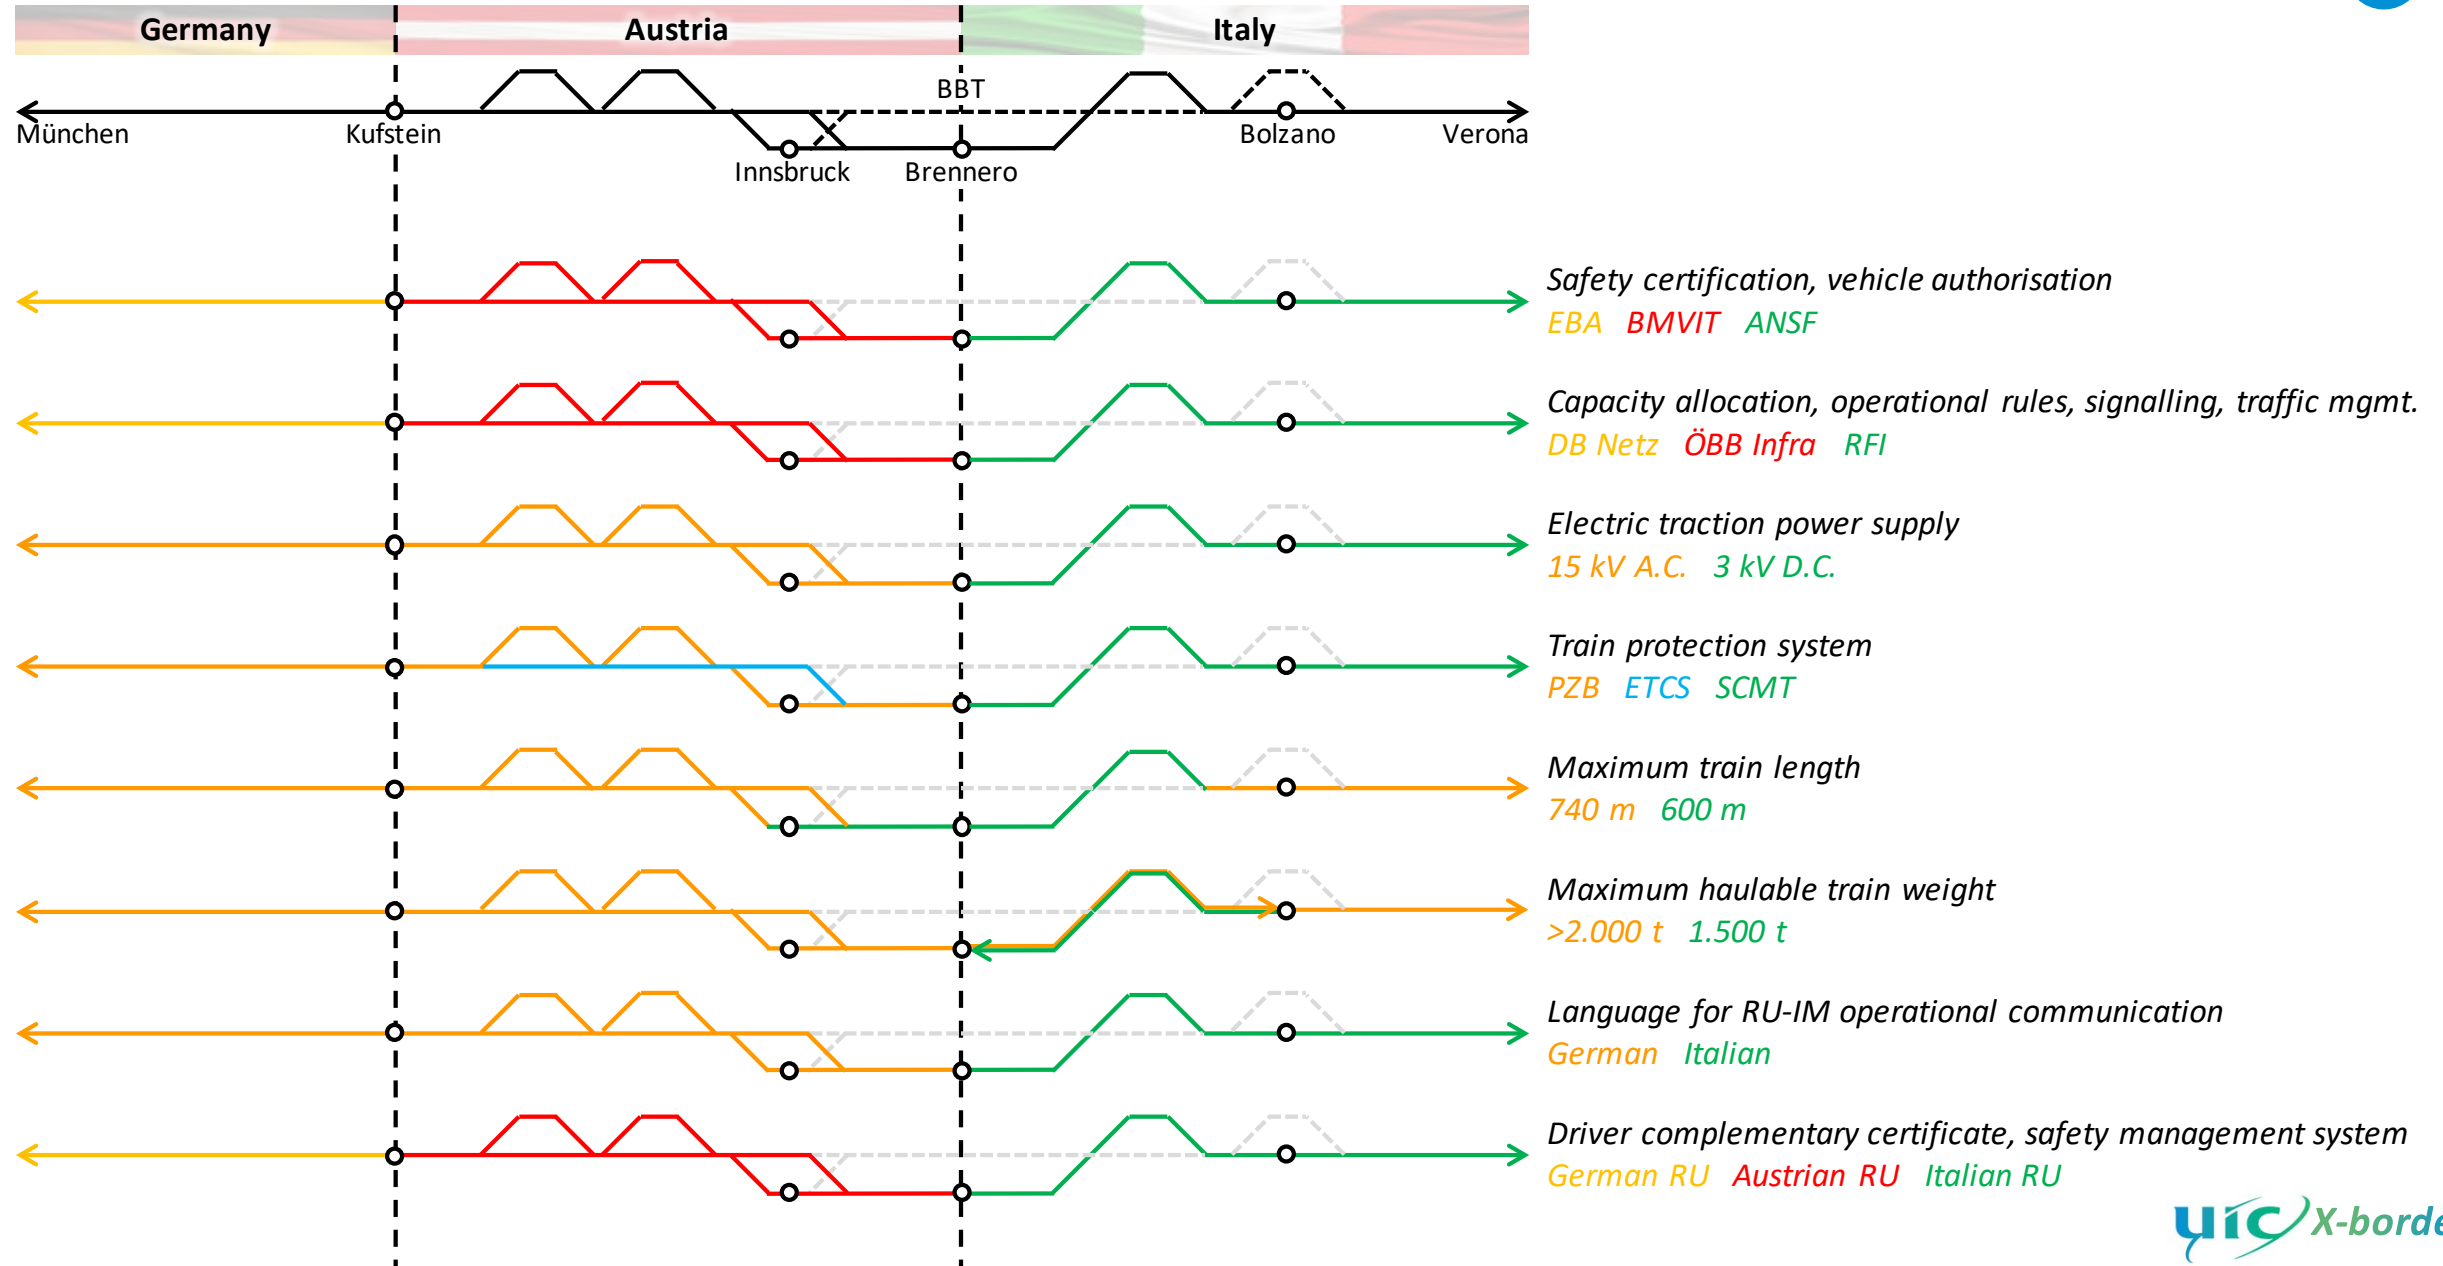 Germany Austria Italy
BBT
München Kufstein Bolzano Verona
Innsbruck Brennero
Safety certification, vehicle authorisation
EBA BMVIT ANSF
Capacity allocation, operational rules, signalling, traffic mgmt.
DB Netz ÖBB Infra RFI
Electric traction power supply
15 kV A.C. 3 kV D.C.
Train protection system
PZB ETCS SCMT
Maximum train length
740 m 600 m
Maximum haulable train weight
>2.000 t 1.500 t
Language for RU-IM operational communication
German Italian
Driver complementary certificate, safety management system
German RU Austrian RU Italian RU
uic X-borde